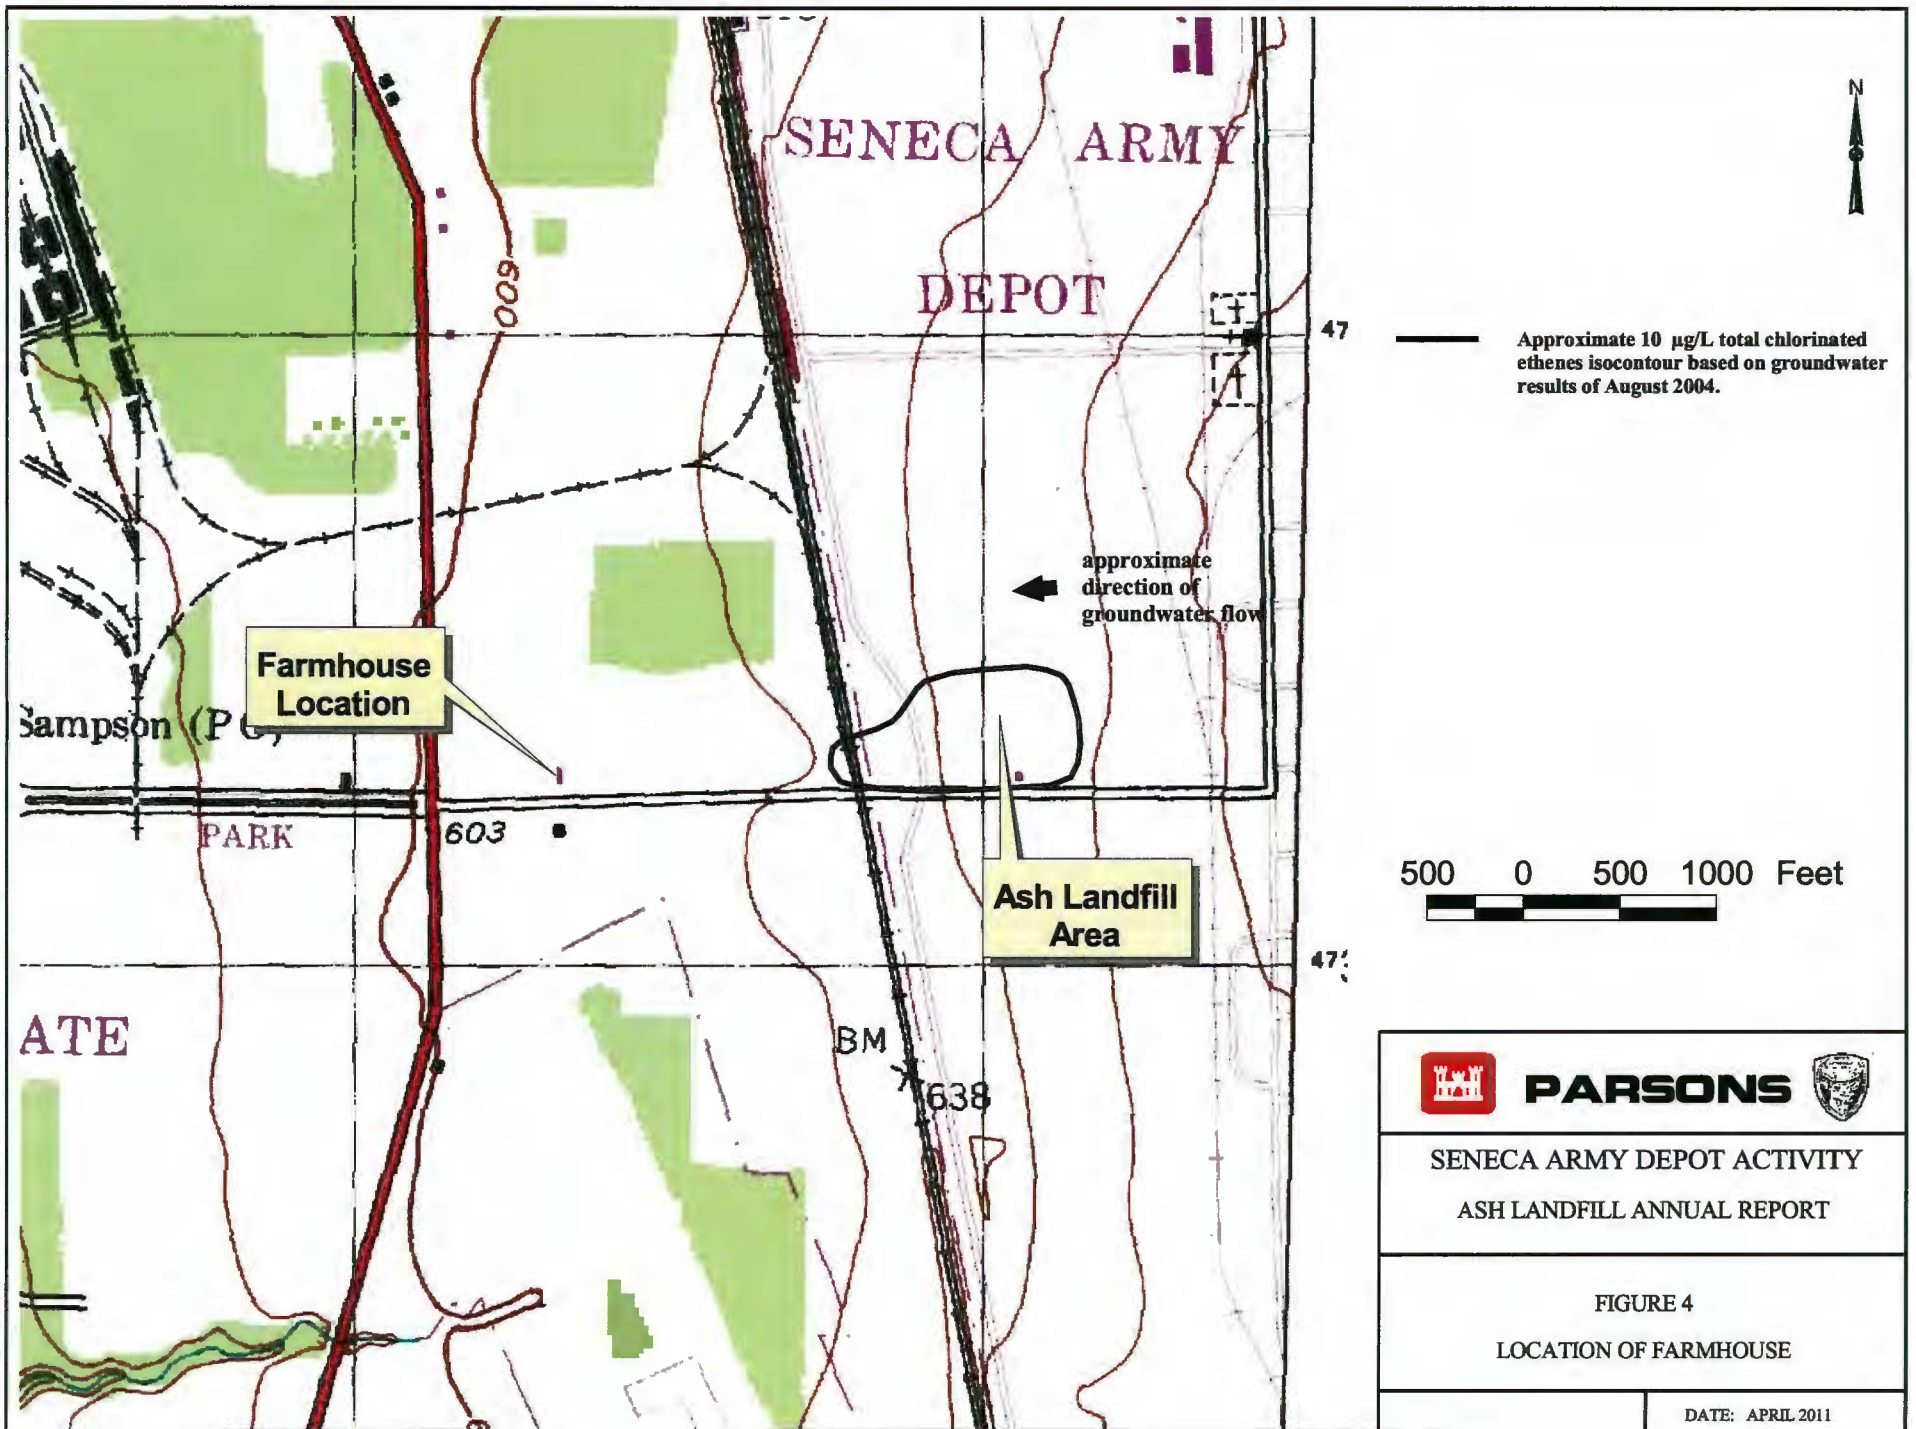 SENECA ARMY
DEPOT
N
600
47
Approximate 10 µg/L total chlorinated
ethenes isocontour based on groundwater
results of August 2004.
approximate
direction of
groundwater flow
Farmhouse
Location
Sampson
PARK
603
Ash Landfill
Area
500 0 500 1000 Feet
ATE
BM
638
PARSONS
SENECA ARMY DEPOT ACTIVITY
ASH LANDFILL ANNUAL REPORT
FIGURE 4
LOCATION OF FARMHOUSE
DATE: APRIL 2011